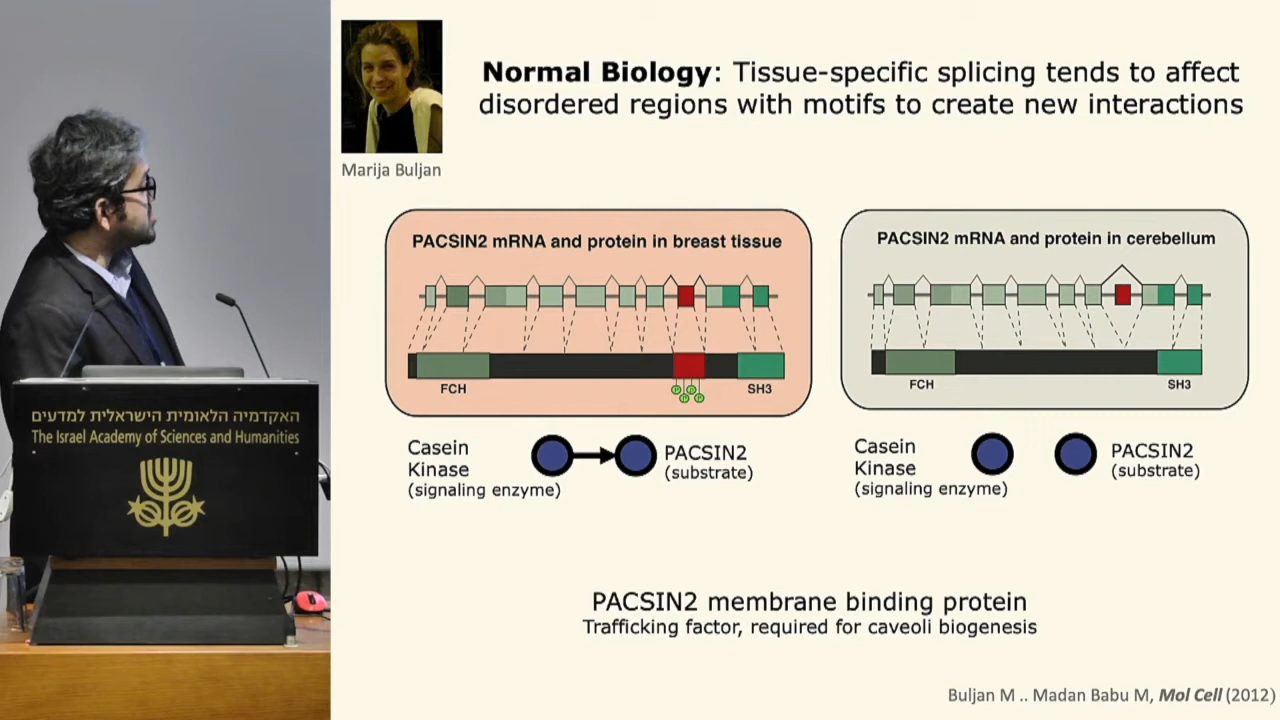 Normal Biology: Tissue-specific splicing tends to affect
disordered regions with motifs to create new interactions
Marija Buljan
PACSIN2 mRNA and protein in breast tissue
FCH
SH3
P P P P
Casein
Kinase
(signaling enzyme)
PACSIN2
(substrate)
PACSIN2 mRNA and protein in cerebellum
FCH
SH3
Casein
Kinase
(signaling enzyme)
PACSIN2
(substrate)
PACSIN2 membrane binding protein
Trafficking factor, required for caveoli biogenesis
Buljan M .. Madan Babu M, Mol Cell (2012)
האקדמיה הלאומית הישראלית למדעים
The Israel Academy of Sciences and Humanities